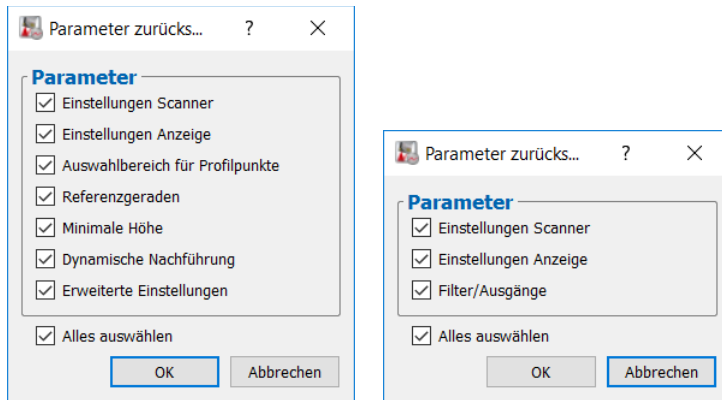 Parameter zurücks... ?
Parameter
Einstellungen Scanner
Einstellungen Anzeige
Auswahlbereich für Profilpunkte
Referenzgeraden
Minimale Höhe
Dynamische Nachführung
Erweiterte Einstellungen
Alles auswählen
OK Abbrechen
Parameter zurücks... ?
Parameter
Einstellungen Scanner
Einstellungen Anzeige
Filter/Ausgänge
Alles auswählen
OK Abbrechen